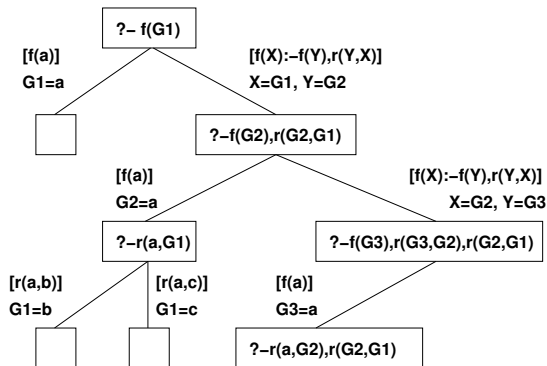 ?– f(G1)
[f(a)]
G1=a
[f(X):–f(Y),r(Y,X)]
X=G1, Y=G2
?–f(G2),r(G2,G1)
[f(a)]
G2=a
[f(X):–f(Y),r(Y,X)]
X=G2, Y=G3
?–r(a,G1)
?–f(G3),r(G3,G2),r(G2,G1)
[r(a,b)]
G1=b
[r(a,c)]
G1=c
[f(a)]
G3=a
?–r(a,G2),r(G2,G1)